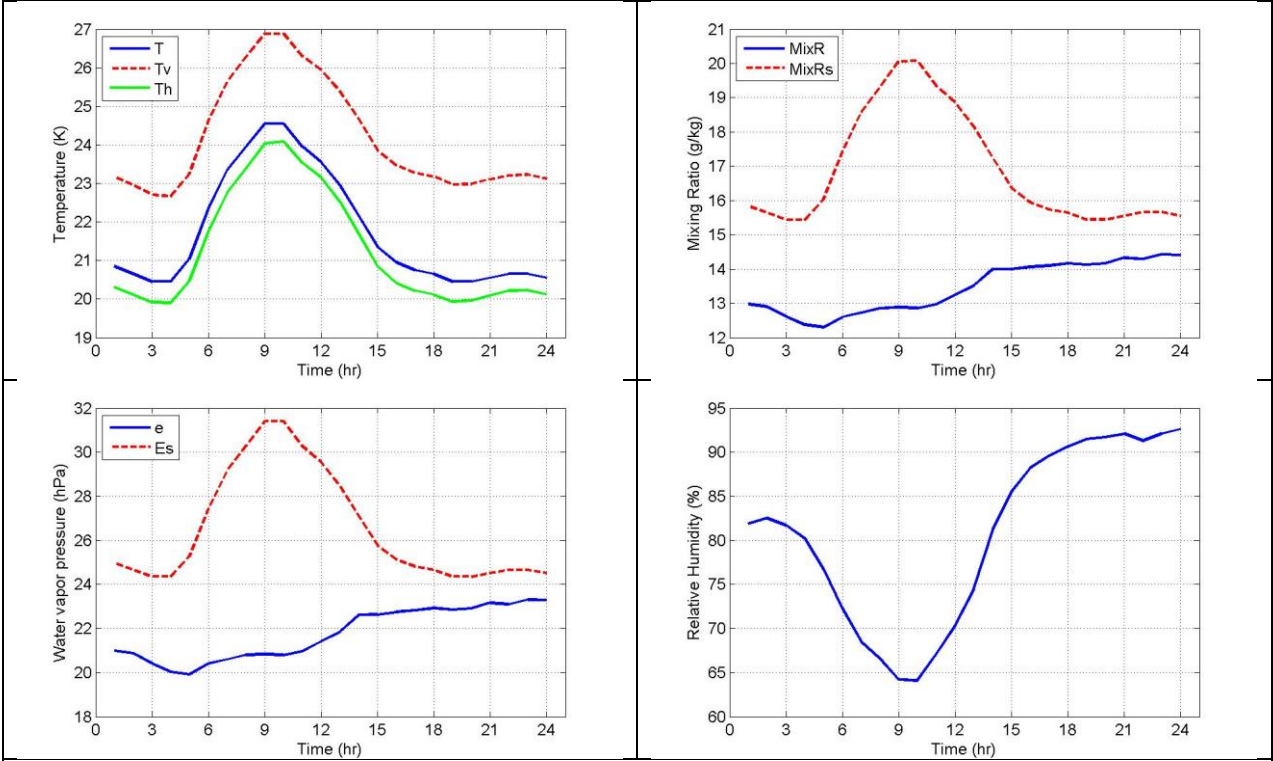 27
26
25
24
23
22
21
20
19
Temperature (K)
T
Tv
Th
0 3 6 9 12 15 18 21 24
Time (hr)
21
20
19
18
17
16
15
14
13
12
Mixing Ratio (g/kg)
MixR
MixRs
0 3 6 9 12 15 18 21 24
Time (hr)
32
30
28
26
24
22
20
18
Water vapor pressure (hPa)
e
Es
0 3 6 9 12 15 18 21 24
Time (hr)
95
90
85
80
75
70
65
60
Relative Humidity (%)
0 3 6 9 12 15 18 21 24
Time (hr)